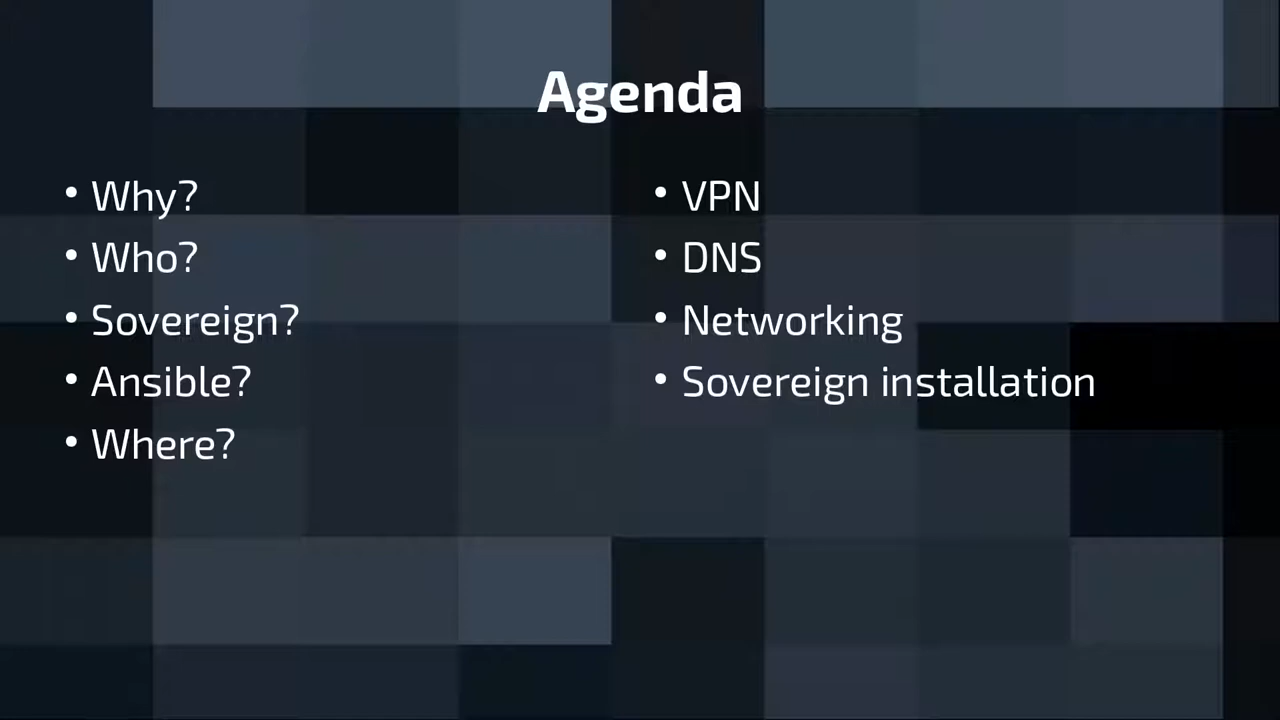 Agenda
• Why?
• Who?
• Sovereign?
• Ansible?
• Where?
• VPN
• DNS
• Networking
• Sovereign installation